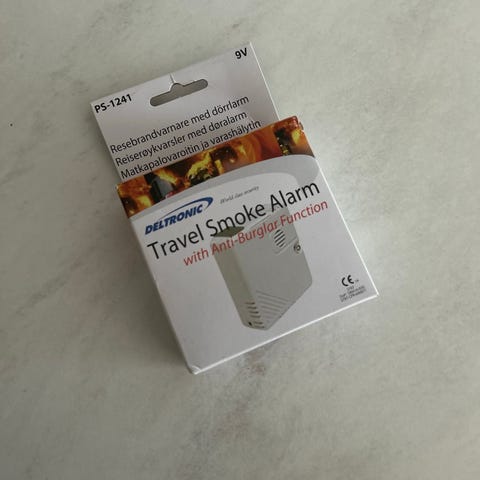 PS-1241
9V
Resebrandvarnare med dörrlarm
Reiserøykvarsler med døralarm
Matkapalovaroitin ja varashälytin
DELTRONIC
World class security
Travel Smoke Alarm
with Anti-Burglar Function
CE